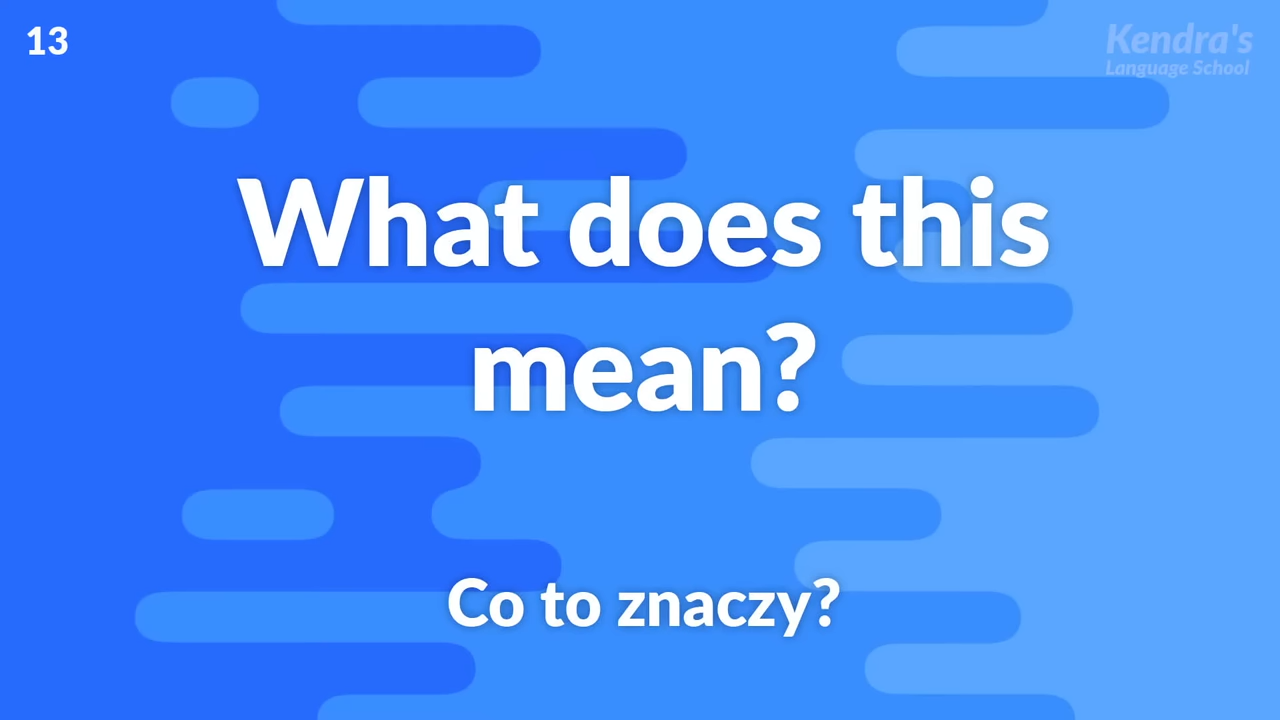 13
Kendra's
Language School
What does this
mean?
Co to znaczy?